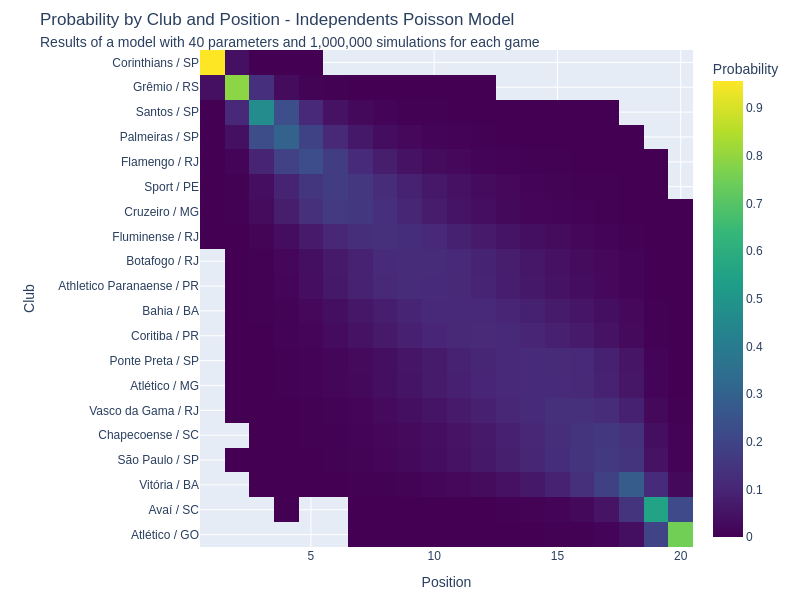 Probability by Club and Position - Independents Poisson Model
Results of a model with 40 parameters and 1,000,000 simulations for each game
Probability
Club
Corinthians / SP
Grêmio / RS
Santos / SP
Palmeiras / SP
Flamengo / RJ
Sport / PE
Cruzeiro / MG
Fluminense / RJ
Botafogo / RJ
Athletico Paranaense / PR
Bahia / BA
Coritiba / PR
Ponte Preta / SP
Atlético / MG
Vasco da Gama / RJ
Chapecoense / SC
São Paulo / SP
Vitória / BA
Avaí / SC
Atlético / GO
0.9
0.8
0.7
0.6
0.5
0.4
0.3
0.2
0.1
0
5
10
15
20
Position